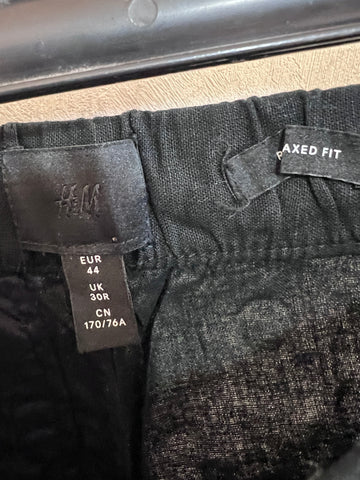 H&M
AXED FIT
EUR
44
UK
30R
CN
170/76A